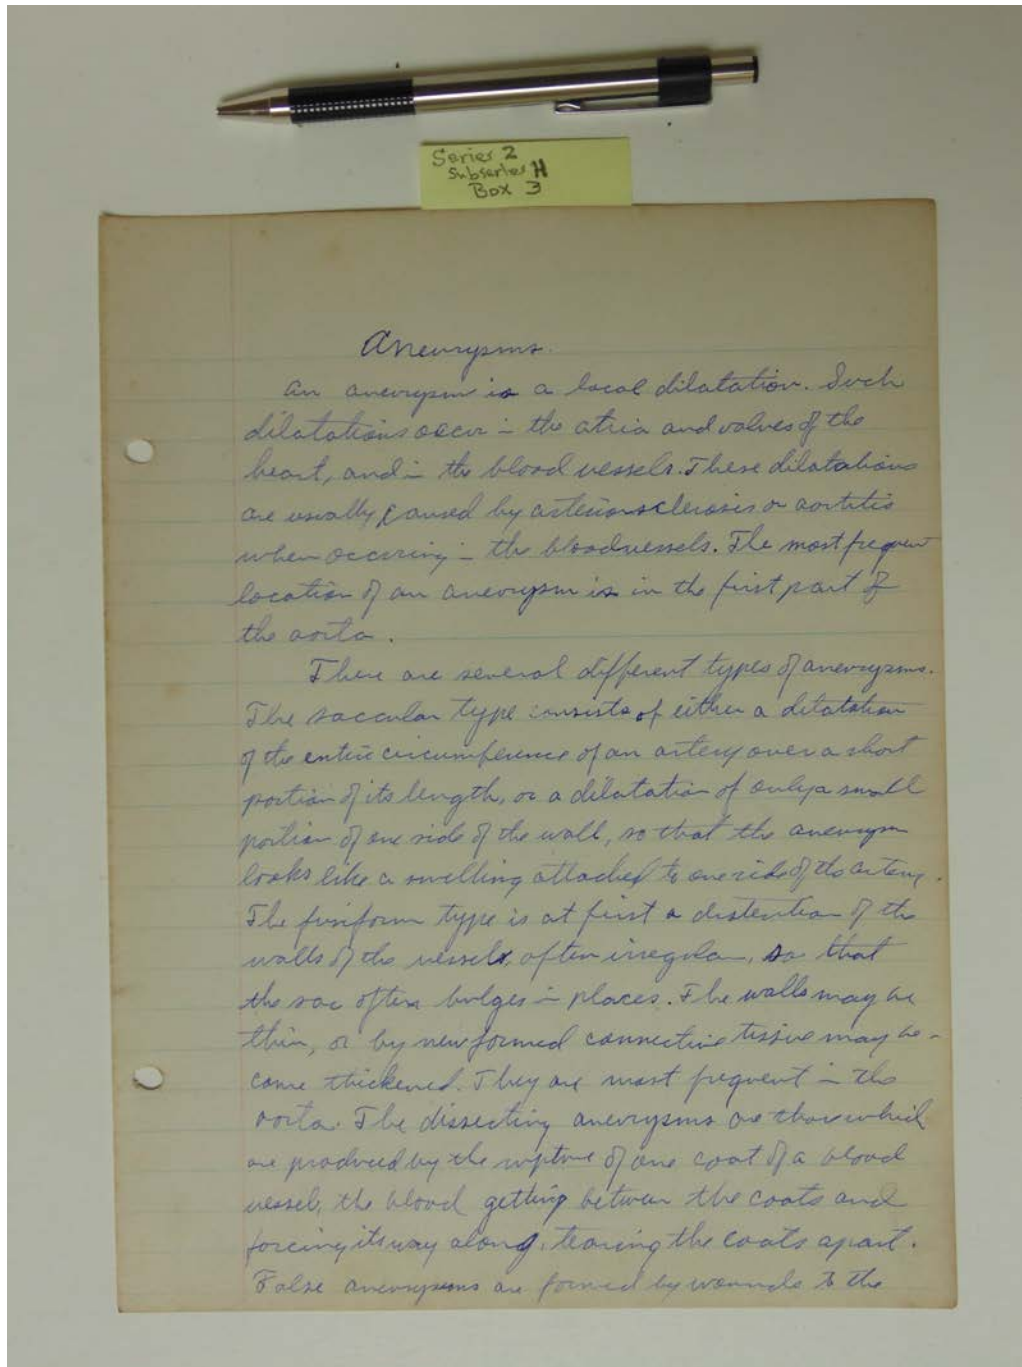 Series 2
Subseries H
Box 3
Aneurysms.
An aneurysm is a local dilatation. Such
dilatations occur - the atria and valves of the
heart, and - the blood vessels. These dilatations
are usually caused by arteriosclerosis or aortitis
when occuring - the bloodvessels. The most frequent
location of an aneurysm is in the first part of
the aorta.
There are several different types of aneurysms.
The saccular type consists of either a dilatation
of the entire circumference of an artery over a short
portion of its length, or a dilatation of only a small
portion of one side of the wall, so that the aneurysm
looks like a swelling attached to one side of the artery.
The fusiform type is at first a distention of the
walls of the vessels, often irregular, so that
the sac often bulges - places. The walls may be
thin, or by new formed connective tissue may be-
come thickened. They are most frequent - the
aorta. The dissecting aneurysms are those which
are produced by the rupture of one coat of a blood
vessel, the blood getting between the coats and
forcing its way along, tearing the coats apart.
False aneurysms are formed by wounds to the